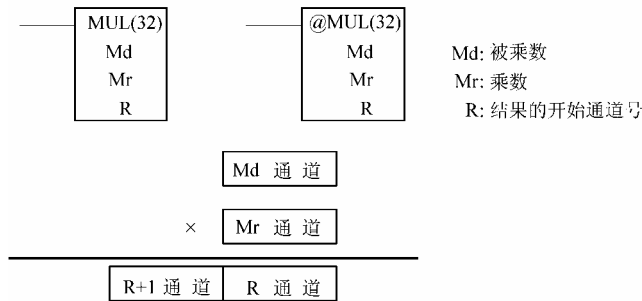 MUL(32)
Md
Mr
R
@MUL(32)
Md
Mr
R
Md: 被乘数
Mr: 乘数
R: 结果的开始通道号
Md 通 道
× Mr 通 道
R+1 通 道 R 通 道